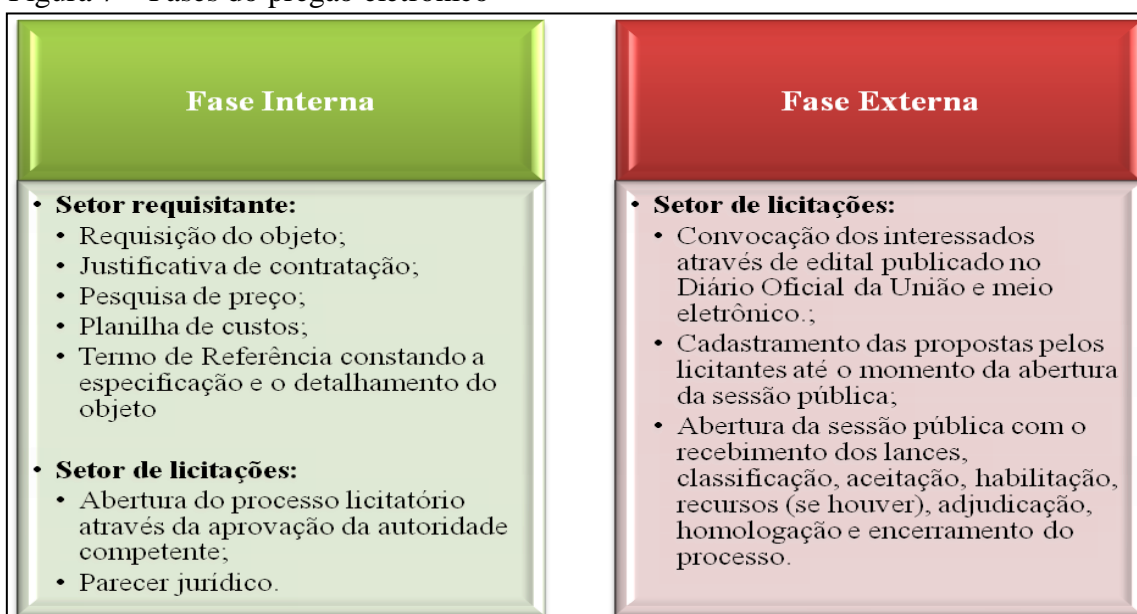 Fase Interna
• Setor requisitante:
• Requisição do objeto;
• Justificativa de contratação;
• Pesquisa de preço;
• Planilha de custos;
• Termo de Referência constando a
especificação e o detalhamento do
objeto
• Setor de licitações:
• Abertura do processo licitatório
através da aprovação da autoridade
competente;
• Parecer jurídico.
Fase Externa
• Setor de licitações:
• Convocação dos interessados
através de edital publicado no
Diário Oficial da União e meio
eletrônico.;
• Cadastramento das propostas pelos
licitantes até o momento da abertura
da sessão pública;
• Abertura da sessão pública com o
recebimento dos lances,
classificação, aceitação, habilitação,
recursos (se houver), adjudicação,
homologação e encerramento do
processo.